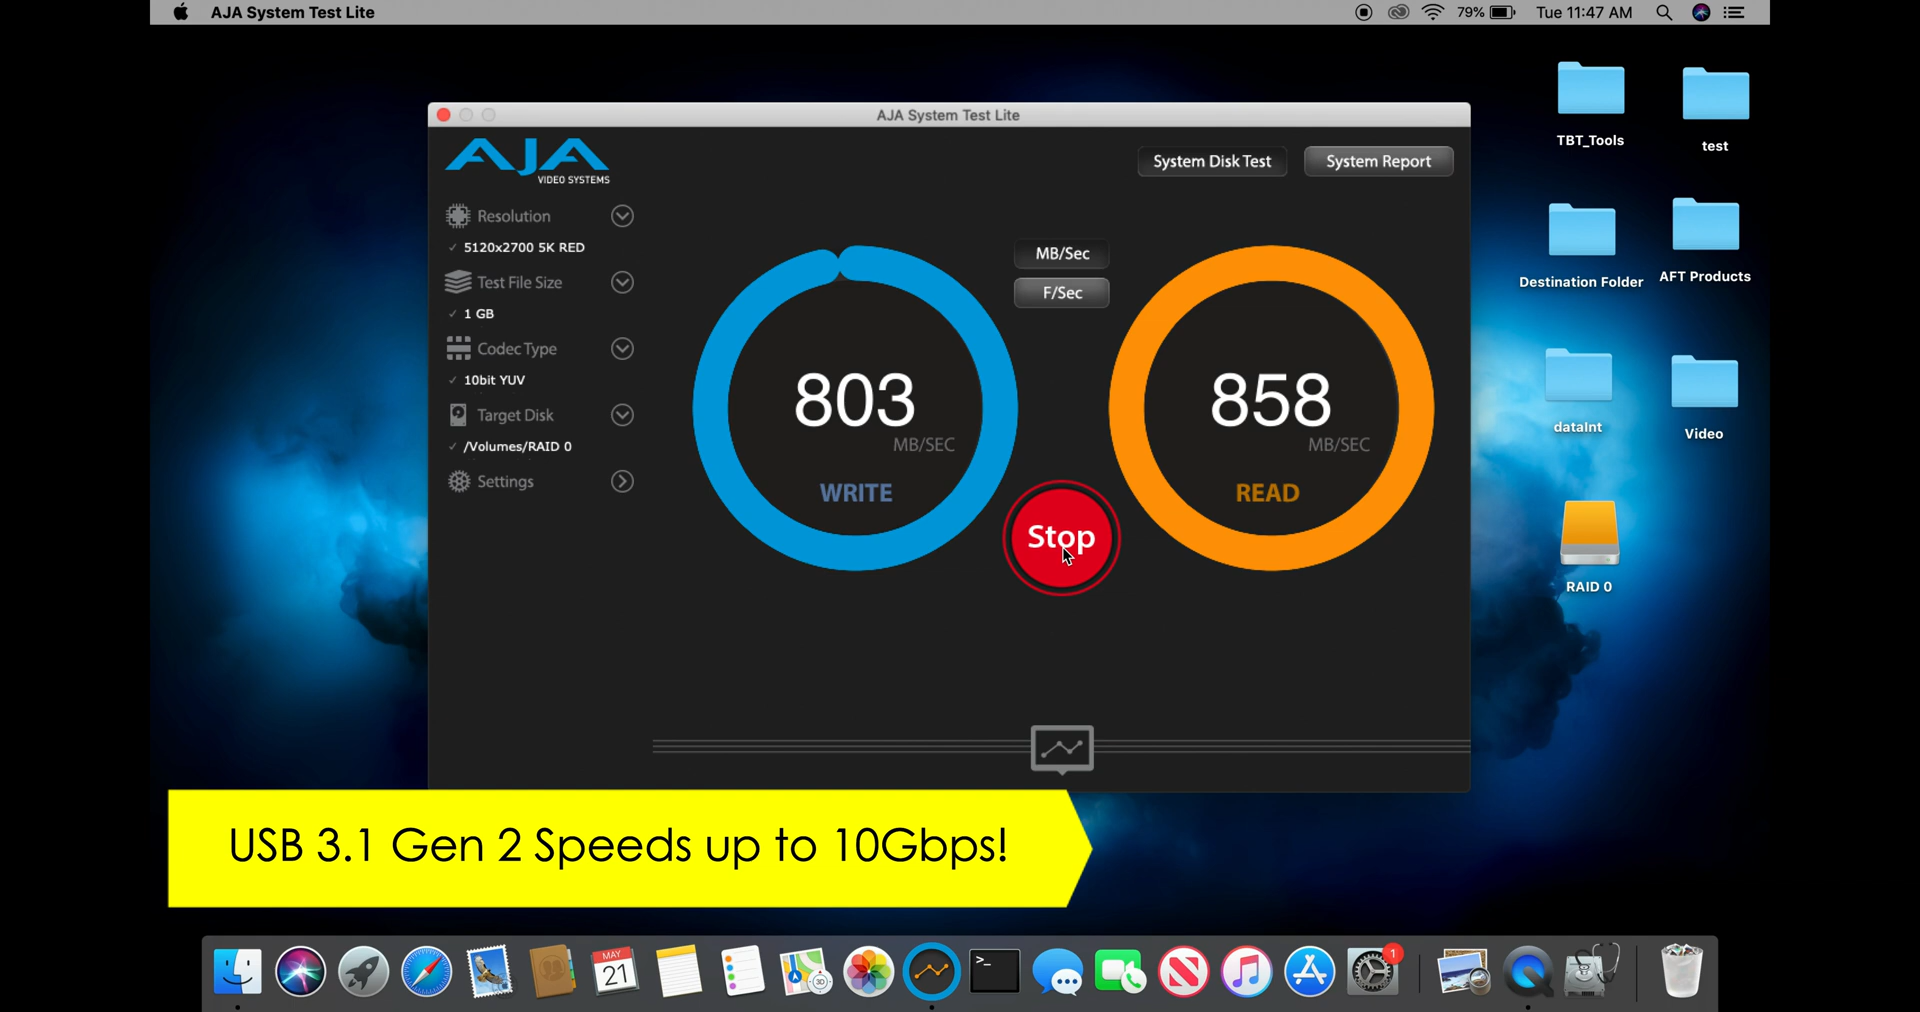 AJA System Test Lite
79%
Tue 11:47 AM
AJA System Test Lite
AJA
VIDEO SYSTEMS
System Disk Test
System Report
Resolution
✓ 5120x2700 5K RED
Test File Size
✓ 1 GB
Codec Type
✓ 10bit YUV
Target Disk
✓ /Volumes/RAID 0
Settings
MB/Sec
F/Sec
803
MB/SEC
WRITE
858
MB/SEC
READ
Stop
TBT_Tools
test
Destination Folder
AFT Products
dataInt
Video
RAID 0
USB 3.1 Gen 2 Speeds up to 10Gbps!
MAY
21
3D
>_
1